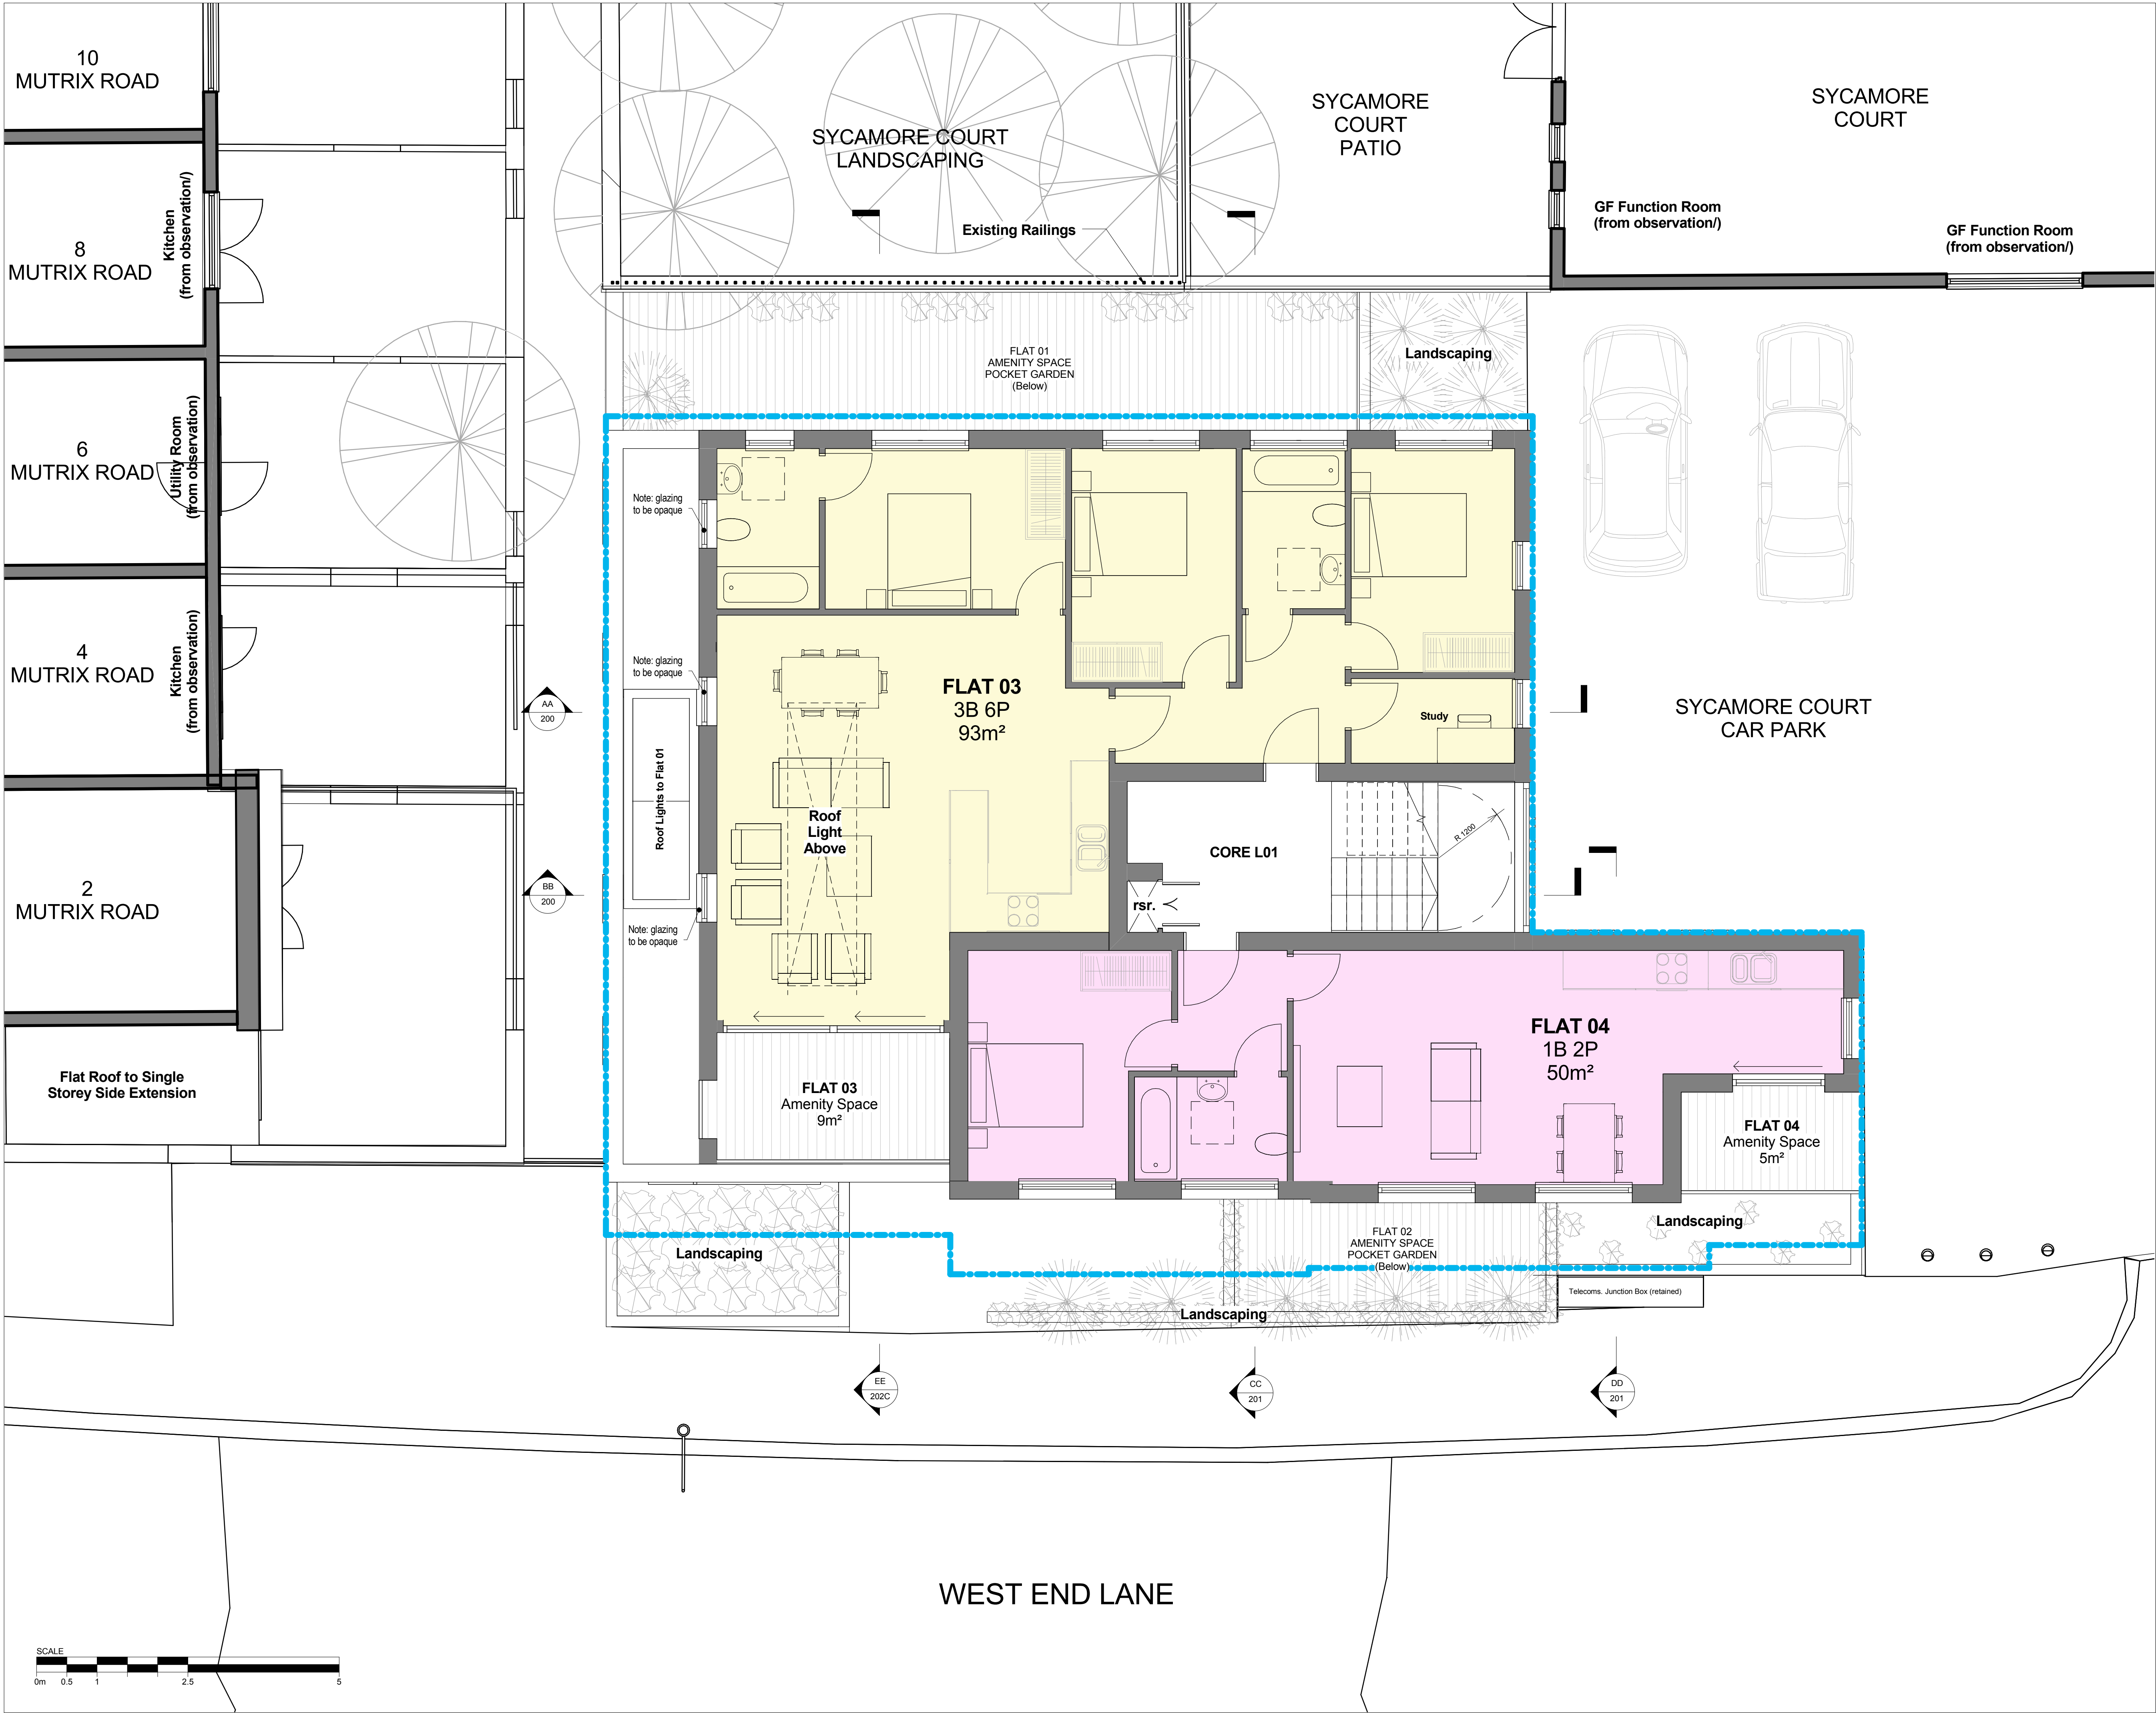 10
MUTRIX ROAD
SYCAMORE COURT
LANDSCAPING
SYCAMORE
COURT
PATIO
SYCAMORE
COURT
Existing Railings
GF Function Room
(from observation/)
GF Function Room
(from observation/)
8
MUTRIX ROAD
Kitchen
(from observation/)
FLAT 01
AMENITY SPACE
POCKET GARDEN
(Below)
Landscaping
6
MUTRIX ROAD
Utility Room
(from observation)
Note: glazing
to be opaque
4
MUTRIX ROAD
Kitchen
(from observation)
Note: glazing
to be opaque
AA
200
FLAT 03
3B 6P
93m²
Study
SYCAMORE COURT
CAR PARK
Roof Lights to Flat 01
Roof
Light
Above
R 1200
CORE L01
2
MUTRIX ROAD
BB
200
rsr.
Note: glazing
to be opaque
FLAT 04
1B 2P
50m²
Flat Roof to Single
Storey Side Extension
FLAT 03
Amenity Space
9m²
FLAT 04
Amenity Space
5m²
Landscaping
Landscaping
FLAT 02
AMENITY SPACE
POCKET GARDEN
(Below)
Telecoms. Junction Box (retained)
Landscaping
EE
202C
CC
201
DD
201
WEST END LANE
SCALE
0m 0.5 1 2.5 5